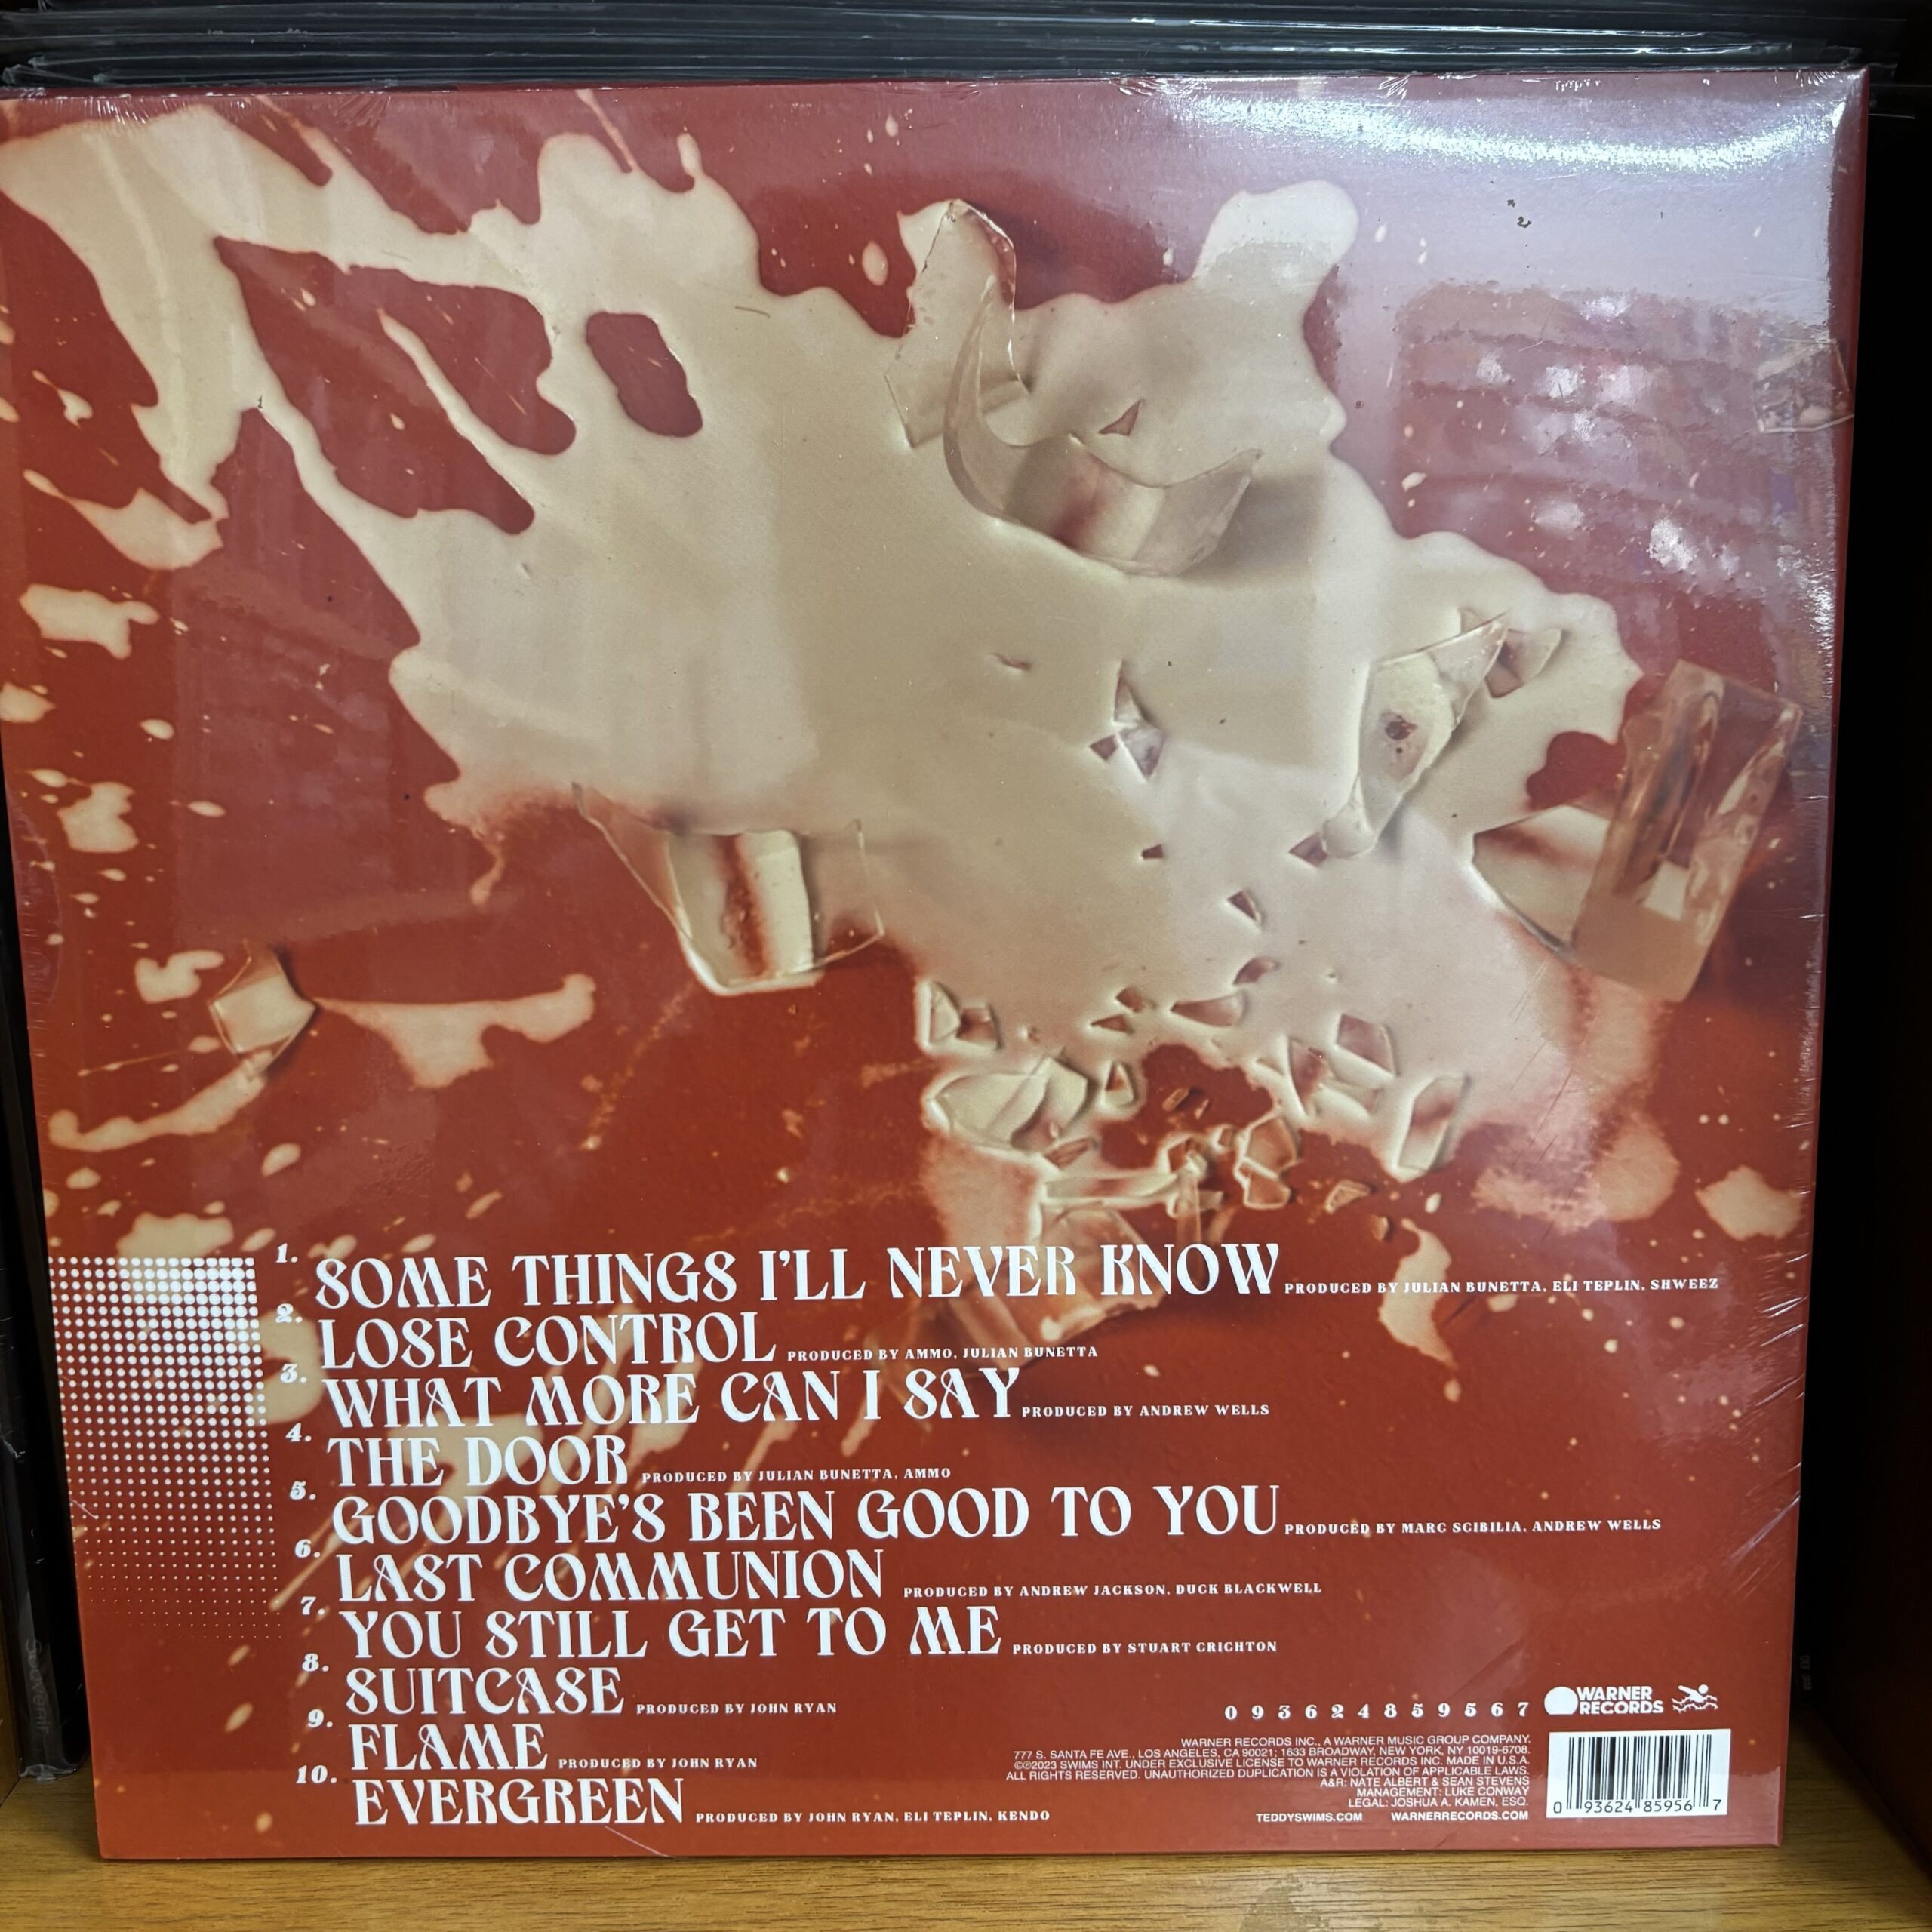 1. SOME THINGS I'LL NEVER KNOW PRODUCED BY JULIAN BUNETTA, ELI TEPLIN, SHWEEZ
2. LOSE CONTROL PRODUCED BY AMMO, JULIAN BUNETTA
3. WHAT MORE CAN I SAY PRODUCED BY ANDREW WELLS
4. THE DOOR PRODUCED BY JULIAN BUNETTA, AMMO
5. GOODBYE'S BEEN GOOD TO YOU PRODUCED BY MARC SCIBILIA, ANDREW WELLS
6. LAST COMMUNION PRODUCED BY ANDREW JACKSON, DUCK BLACKWELL
7. YOU STILL GET TO ME PRODUCED BY STUART CRICHTON
8. SUITCASE PRODUCED BY JOHN RYAN
9. FLAME PRODUCED BY JOHN RYAN
10. EVERGREEN PRODUCED BY JOHN RYAN, ELI TEPLIN, KENDO
0 9 3 6 2 4 8 5 9 5 6 7
WARNER
RECORDS
WARNER RECORDS INC., A WARNER MUSIC GROUP COMPANY.
777 S. SANTA FE AVE., LOS ANGELES, CA 90021; 1633 BROADWAY, NEW YORK, NY 10019-6708.
©℗2023 SWIMS INT. UNDER EXCLUSIVE LICENSE TO WARNER RECORDS INC. MADE IN U.S.A.
ALL RIGHTS RESERVED. UNAUTHORIZED DUPLICATION IS A VIOLATION OF APPLICABLE LAWS.
A&R: NATE ALBERT & SEAN STEVENS
MANAGEMENT: LUKE CONWAY
LEGAL: JOSHUA A. KAMEN, ESQ.
TEDDYSWIMS.COM WARNERRECORDS.COM
0 93624 85956 7